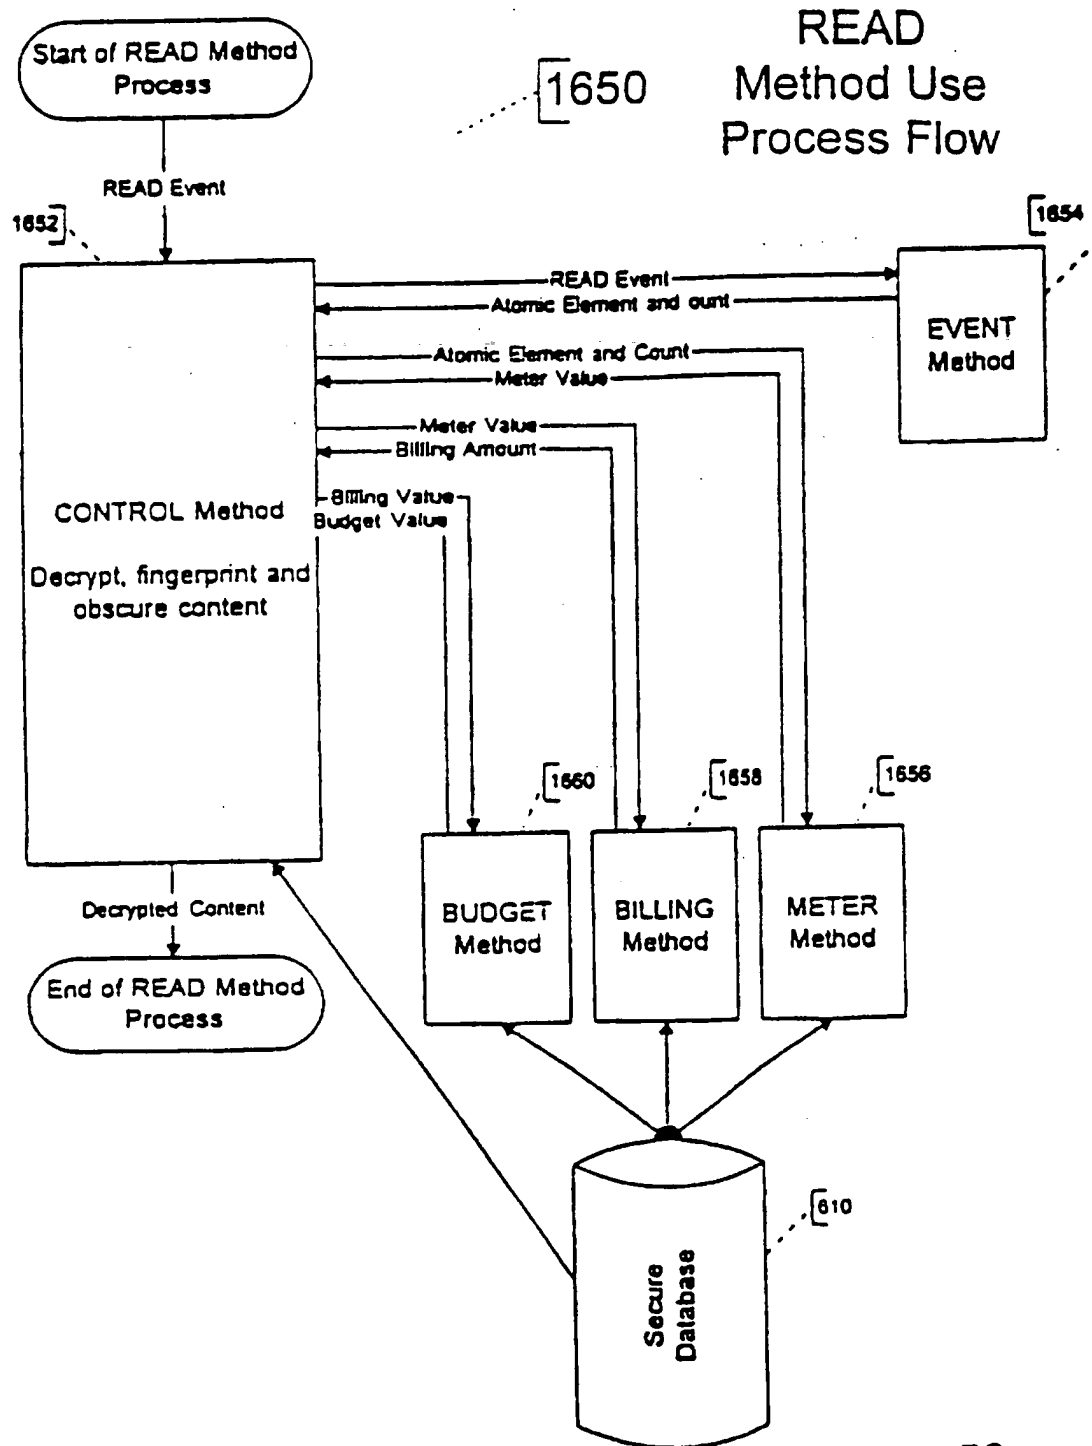 READ
Method Use
Process Flow
1650
Start of READ Method
Process
READ Event
1652
1654
READ Event
Atomic Element and ount
EVENT
Method
Atomic Element and Count
Meter Value
Meter Value
Billing Amount
Billing Value
Budget Value
CONTROL Method
Decrypt, fingerprint and
obscure content
1660
1658
1656
BUDGET
Method
BILLING
Method
METER
Method
Decrypted Content
End of READ Method
Process
610
Secure
Database